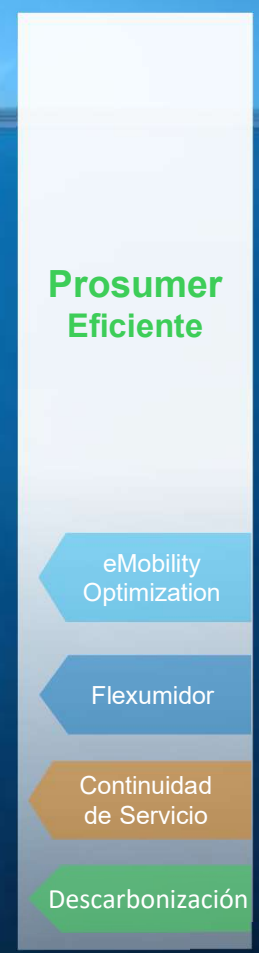 Prosumer
Eficiente
eMobility
Optimization
Flexumidor
Continuidad
de Servicio
Descarbonización